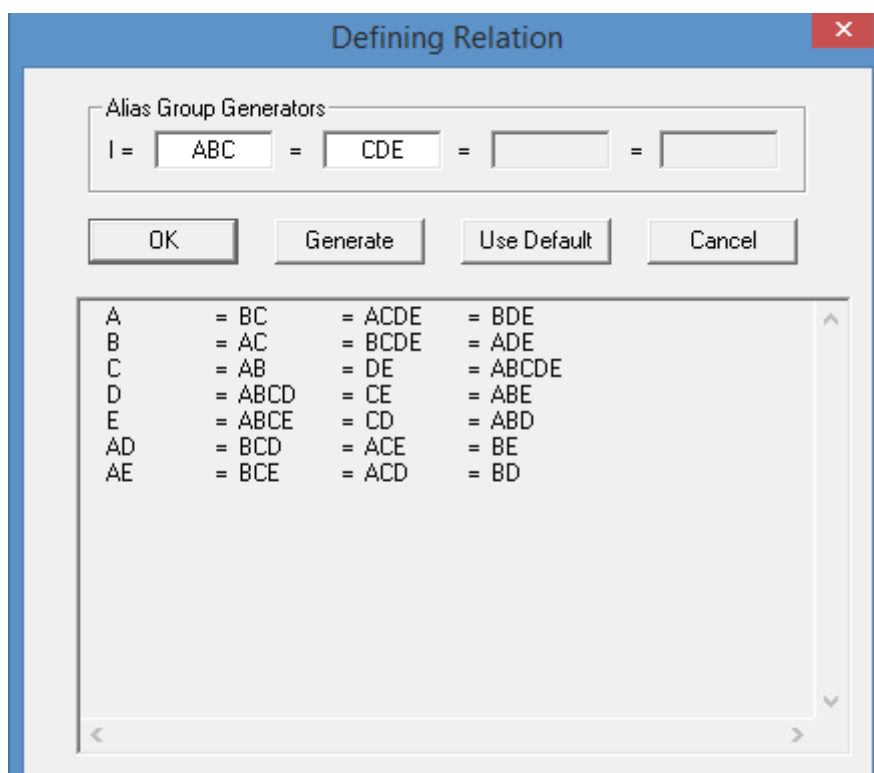 Defining Relation
Alias Group Generators
I = ABC = CDE = =
OK Generate Use Default Cancel
A = BC = ACDE = BDE
B = AC = BCDE = ADE
C = AB = DE = ABCDE
D = ABCD = CE = ABE
E = ABCE = CD = ABD
AD = BCD = ACE = BE
AE = BCE = ACD = BD